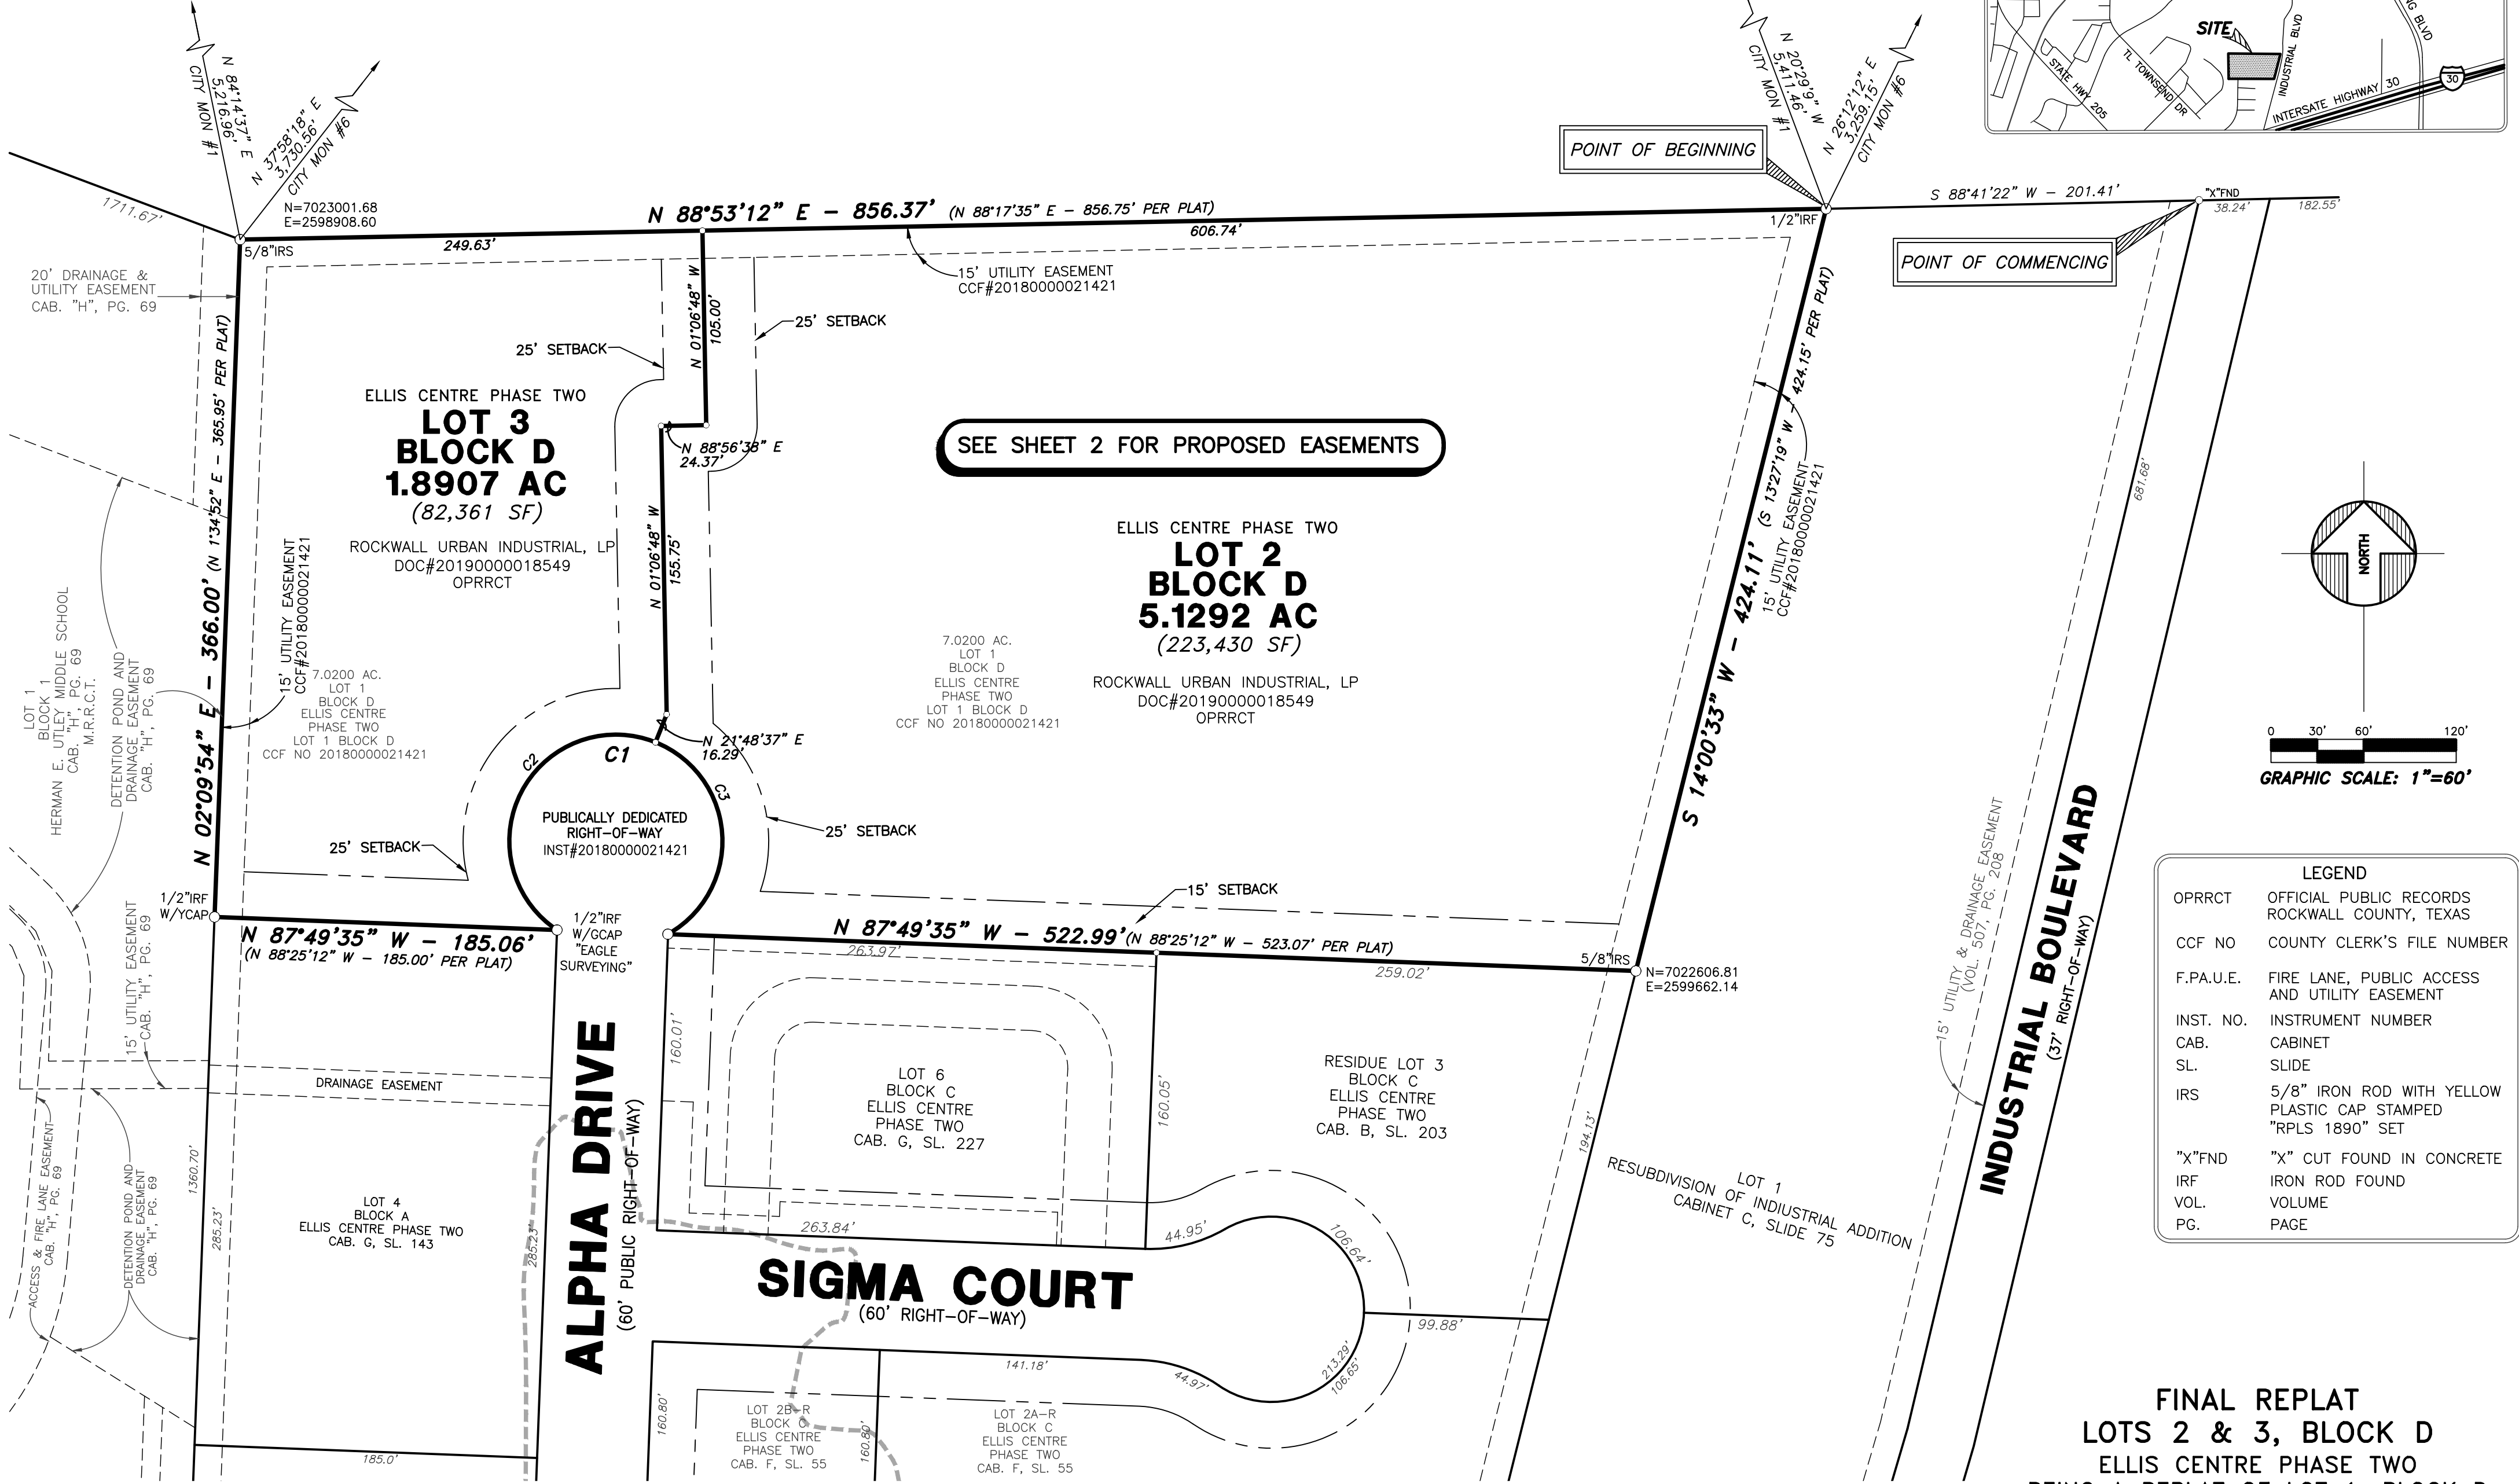 N 84°14'37" E
5,216.96'
CITY MON #1
N 37°58'18" E
3,730.56'
CITY MON #6
N 20°29'9" W
5,411.46'
CITY MON #1
N 26°12'12" E
3,259.15'
CITY MON #6
SITE
STATE HWY 205
TL TOWNSEND DR
INDUSTRIAL BLVD
NG BLVD
INTERSATE HIGHWAY 30
30
POINT OF BEGINNING
1711.67'
N=7023001.68
E=2598908.60
5/8"IRS
N 88°53'12" E - 856.37' (N 88°17'35" E - 856.75' PER PLAT)
249.63'
606.74'
1/2"IRF
S 88°41'22" W - 201.41'
"X"FND
38.24'
182.55'
POINT OF COMMENCING
20' DRAINAGE &
UTILITY EASEMENT
CAB. "H", PG. 69
15' UTILITY EASEMENT
CCF#20180000021421
25' SETBACK
25' SETBACK
N 01°06'48" W
105.00'
N 88°56'38" E
24.37'
N 01°06'48" W
155.75'
N 21°48'37" E
16.29'
ELLIS CENTRE PHASE TWO
LOT 3
BLOCK D
1.8907 AC
(82,361 SF)
ROCKWALL URBAN INDUSTRIAL, LP
DOC#20190000018549
OPRRCT
SEE SHEET 2 FOR PROPOSED EASEMENTS
ELLIS CENTRE PHASE TWO
LOT 2
BLOCK D
5.1292 AC
(223,430 SF)
ROCKWALL URBAN INDUSTRIAL, LP
DOC#20190000018549
OPRRCT
7.0200 AC.
LOT 1
BLOCK D
ELLIS CENTRE
PHASE TWO
LOT 1 BLOCK D
CCF NO 20180000021421
7.0200 AC.
LOT 1
BLOCK D
ELLIS CENTRE
PHASE TWO
LOT 1 BLOCK D
CCF NO 20180000021421
N 02°09'54" E - 366.00' (N 1°34'52" E - 365.95' PER PLAT)
15' UTILITY EASEMENT
CCF#20180000021421
LOT 1
BLOCK 1
HERMAN E. UTLEY MIDDLE SCHOOL
CAB. "H", PG. 69
M.R.R.C.T.
DETENTION POND AND
DRAINAGE EASEMENT
CAB. "H", PG. 69
S 14°00'33" W - 424.11' (S 13°27'19" W - 424.15' PER PLAT)
15' UTILITY EASEMENT
CCF#20180000021421
681.68'
NORTH
0 30' 60' 120'
GRAPHIC SCALE: 1"=60'
C2
C1
C3
PUBLICALLY DEDICATED
RIGHT-OF-WAY
INST#20180000021421
25' SETBACK
25' SETBACK
15' SETBACK
1/2"IRF
W/YCAP
1/2"IRF
W/GCAP
"EAGLE
SURVEYING"
N 87°49'35" W - 185.06'
(N 88°25'12" W - 185.00' PER PLAT)
N 87°49'35" W - 522.99' (N 88°25'12" W - 523.07' PER PLAT)
263.97'
259.02'
5/8"IRS
N=7022606.81
E=2599662.14
15' UTILITY EASEMENT
CAB. "H", PG. 69
DRAINAGE EASEMENT
160.01'
160.05'
194.13'
LOT 6
BLOCK C
ELLIS CENTRE
PHASE TWO
CAB. G, SL. 227
RESIDUE LOT 3
BLOCK C
ELLIS CENTRE
PHASE TWO
CAB. B, SL. 203
LOT 1
RESUBDIVISION OF INDIUSTRIAL ADDITION
CABINET C, SLIDE 75
15' UTILITY & DRAINAGE EASEMENT
(VOL. 507, PG. 208
INDUSTRIAL BOULEVARD
(37' RIGHT-OF-WAY)
LEGEND
OPRRCT OFFICIAL PUBLIC RECORDS
ROCKWALL COUNTY, TEXAS
CCF NO COUNTY CLERK'S FILE NUMBER
F.PA.U.E. FIRE LANE, PUBLIC ACCESS
AND UTILITY EASEMENT
INST. NO. INSTRUMENT NUMBER
CAB. CABINET
SL. SLIDE
IRS 5/8" IRON ROD WITH YELLOW
PLASTIC CAP STAMPED
"RPLS 1890" SET
"X"FND "X" CUT FOUND IN CONCRETE
IRF IRON ROD FOUND
VOL. VOLUME
PG. PAGE
ACCESS & FIRE LANE EASEMENT
CAB. "H", PG. 69
DETENTION POND AND
DRAINAGE EASEMENT
CAB. "H", PG. 69
1360.70'
285.23'
285.23'
LOT 4
BLOCK A
ELLIS CENTRE PHASE TWO
CAB. G, SL. 143
185.0'
ALPHA DRIVE
(60' PUBLIC RIGHT-OF-WAY)
263.84'
44.95'
106.64'
SIGMA COURT
(60' RIGHT-OF-WAY)
99.88'
213.29'
106.65'
141.18'
44.97'
160.80'
160.80'
LOT 2B-R
BLOCK C
ELLIS CENTRE
PHASE TWO
CAB. F, SL. 55
LOT 2A-R
BLOCK C
ELLIS CENTRE
PHASE TWO
CAB. F, SL. 55
FINAL REPLAT
LOTS 2 & 3, BLOCK D
ELLIS CENTRE PHASE TWO